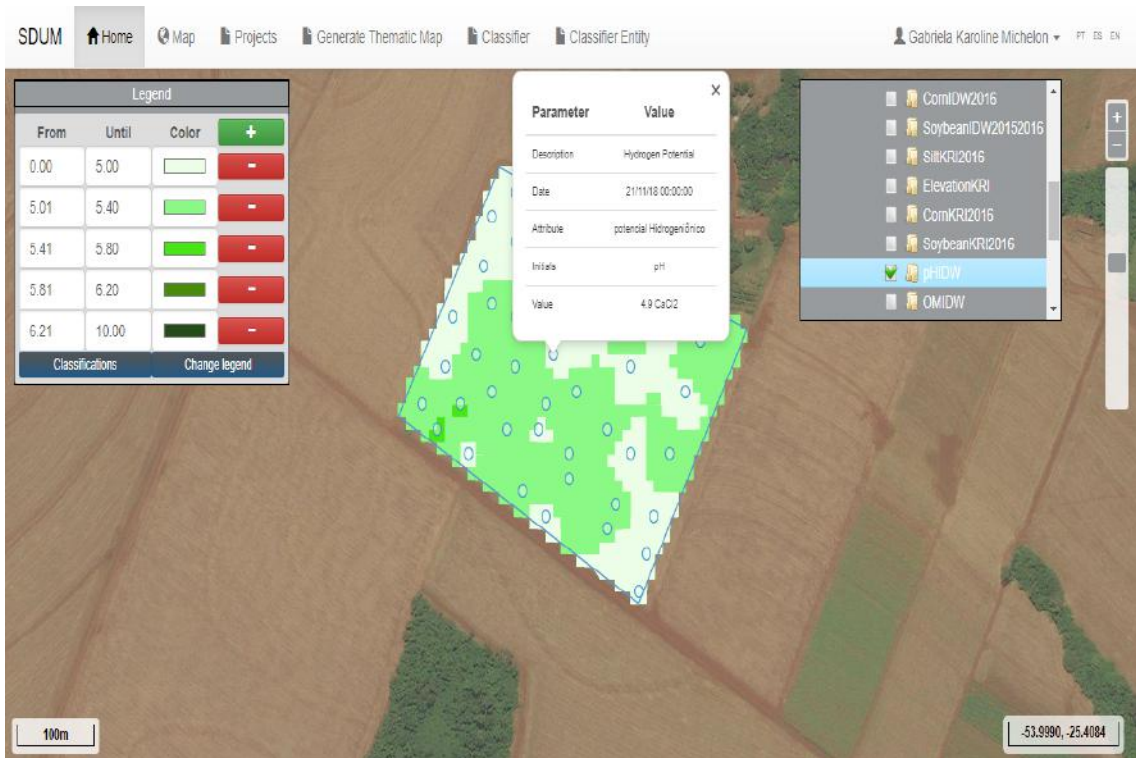 SDUM Home Map Projects Generate Thematic Map Classifier Classifier Entity Gabriela Karoline Michelon PT ES EN
Legend
From Until Color +
0.00 5.00 -
5.01 5.40 -
5.41 5.80 -
5.81 6.20 -
6.21 10.00 -
Classifications Change legend
x
Parameter Value
Description Hydrogen Potential
Date 21/11/18 00:00:00
Attribute potencial Hidrogeniônico
Initials pH
Value 4.9 CaCl2
CornIDW2016
SoybeanIDW20152016
SiltKRI2016
ElevationKRI
CornKRI2016
SoybeanKRI2016
pHIDW
OMIDW
+
-
100m
-53.9990, -25.4084